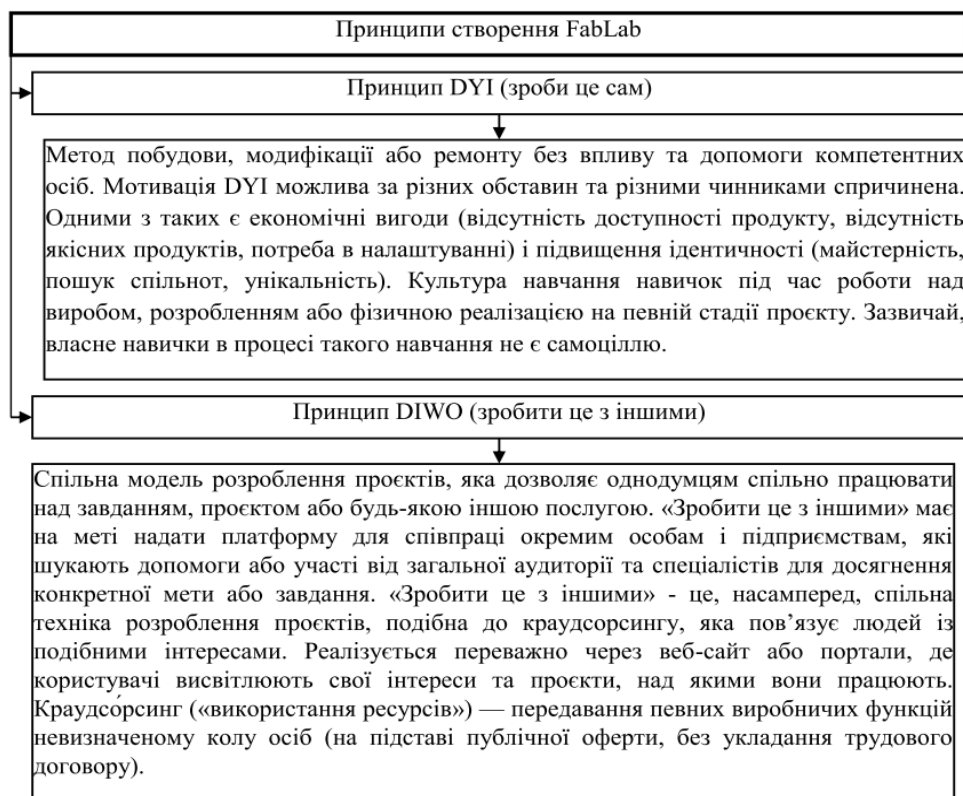 Принципи створення FabLab
Принцип DYI (зроби це сам)
Метод побудови, модифікації або ремонту без впливу та допомоги компетентних
осіб. Мотивація DYI можлива за різних обставин та різними чинниками спричинена.
Одними з таких є економічні вигоди (відсутність доступності продукту, відсутність
якісних продуктів, потреба в налаштуванні) і підвищення ідентичності (майстерність,
пошук спільнот, унікальність). Культура навчання навичок під час роботи над
виробом, розробленням або фізичною реалізацією на певній стадії проєкту. Зазвичай,
власне навички в процесі такого навчання не є самоціллю.
Принцип DIWO (зробити це з іншими)
Спільна модель розроблення проєктів, яка дозволяє однодумцям спільно працювати
над завданням, проєктом або будь-якою іншою послугою. «Зробити це з іншими» має
на меті надати платформу для співпраці окремим особам і підприємствам, які
шукають допомоги або участі від загальної аудиторії та спеціалістів для досягнення
конкретної мети або завдання. «Зробити це з іншими» - це, насамперед, спільна
техніка розроблення проєктів, подібна до краудсорсингу, яка пов’язує людей із
подібними інтересами. Реалізується переважно через веб-сайт або портали, де
користувачі висвітлюють свої інтереси та проєкти, над якими вони працюють.
Краудсо́рсинг («використання ресурсів») — передавання певних виробничих функцій
невизначеному колу осіб (на підставі публічної оферти, без укладання трудового
договору).